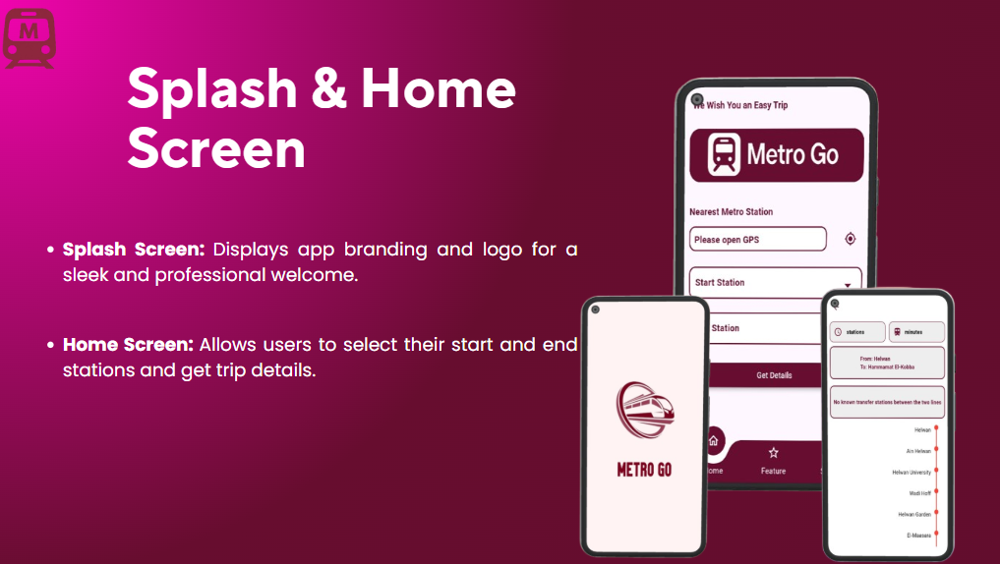 M
Splash & Home
Screen
• Splash Screen: Displays app branding and logo for a
sleek and professional welcome.
• Home Screen: Allows users to select their start and end
stations and get trip details.
We Wish You an Easy Trip
Metro Go
Nearest Metro Station
Please open GPS
Start Station
Station
Get Details
ome
Feature
S
METRO GO
stations
minutes
From: Helwan
To: Hammamat El-Kobba
No known transfer stations between the two lines
Helwan
Ain Helwan
Helwan University
Wadi Hoff
Helwan Garden
El-Maasara